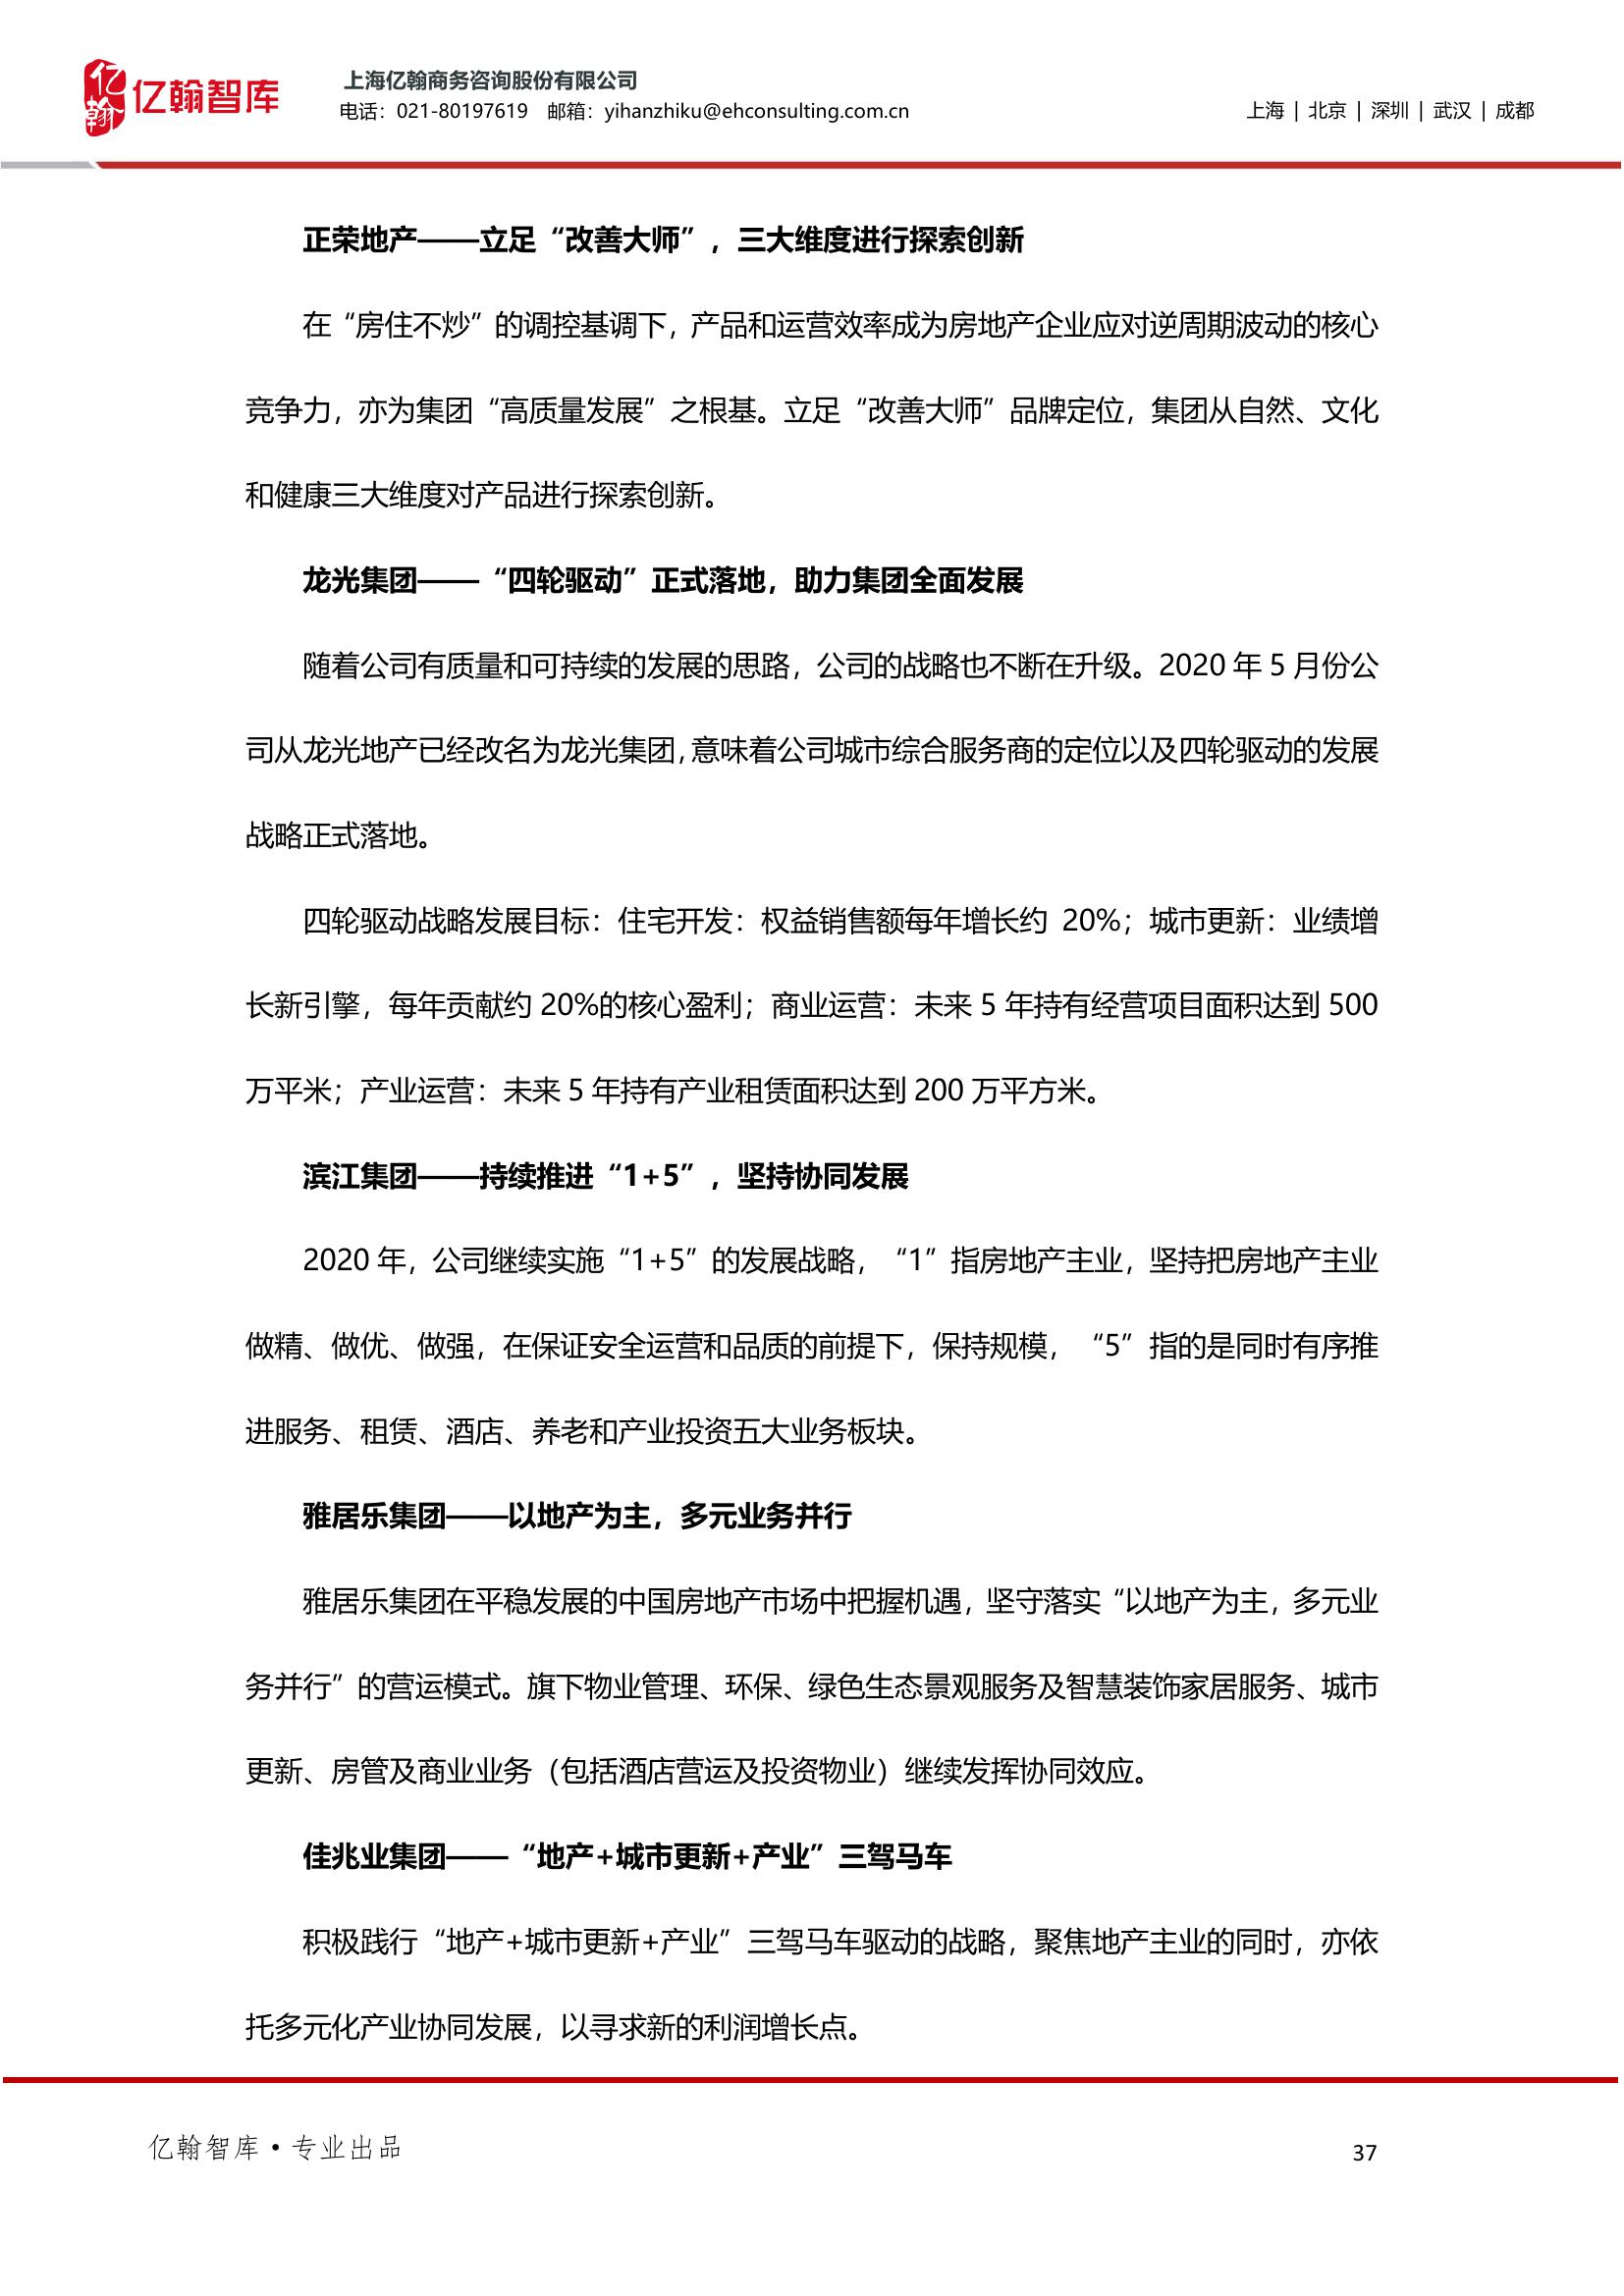 亿翰
亿翰智库
上海亿翰商务咨询股份有限公司
电话：021-80197619 邮箱：yihanzhiku@ehconsulting.com.cn
上海 | 北京 | 深圳 | 武汉 | 成都
正荣地产——立足“改善大师”，三大维度进行探索创新
在“房住不炒”的调控基调下，产品和运营效率成为房地产企业应对逆周期波动的核心
竞争力，亦为集团“高质量发展”之根基。立足“改善大师”品牌定位，集团从自然、文化
和健康三大维度对产品进行探索创新。
龙光集团——“四轮驱动”正式落地，助力集团全面发展
随着公司有质量和可持续的发展的思路，公司的战略也不断在升级。2020 年 5 月份公
司从龙光地产已经改名为龙光集团，意味着公司城市综合服务商的定位以及四轮驱动的发展
战略正式落地。
四轮驱动战略发展目标：住宅开发：权益销售额每年增长约 20%；城市更新：业绩增
长新引擎，每年贡献约 20%的核心盈利；商业运营：未来 5 年持有经营项目面积达到 500
万平米；产业运营：未来 5 年持有产业租赁面积达到 200 万平方米。
滨江集团——持续推进“1+5”，坚持协同发展
2020 年，公司继续实施“1+5”的发展战略，“1”指房地产主业，坚持把房地产主业
做精、做优、做强，在保证安全运营和品质的前提下，保持规模，“5”指的是同时有序推
进服务、租赁、酒店、养老和产业投资五大业务板块。
雅居乐集团——以地产为主，多元业务并行
雅居乐集团在平稳发展的中国房地产市场中把握机遇，坚守落实“以地产为主，多元业
务并行”的营运模式。旗下物业管理、环保、绿色生态景观服务及智慧装饰家居服务、城市
更新、房管及商业业务（包括酒店营运及投资物业）继续发挥协同效应。
佳兆业集团——“地产+城市更新+产业”三驾马车
积极践行“地产+城市更新+产业”三驾马车驱动的战略，聚焦地产主业的同时，亦依
托多元化产业协同发展，以寻求新的利润增长点。
亿翰智库·专业出品
37